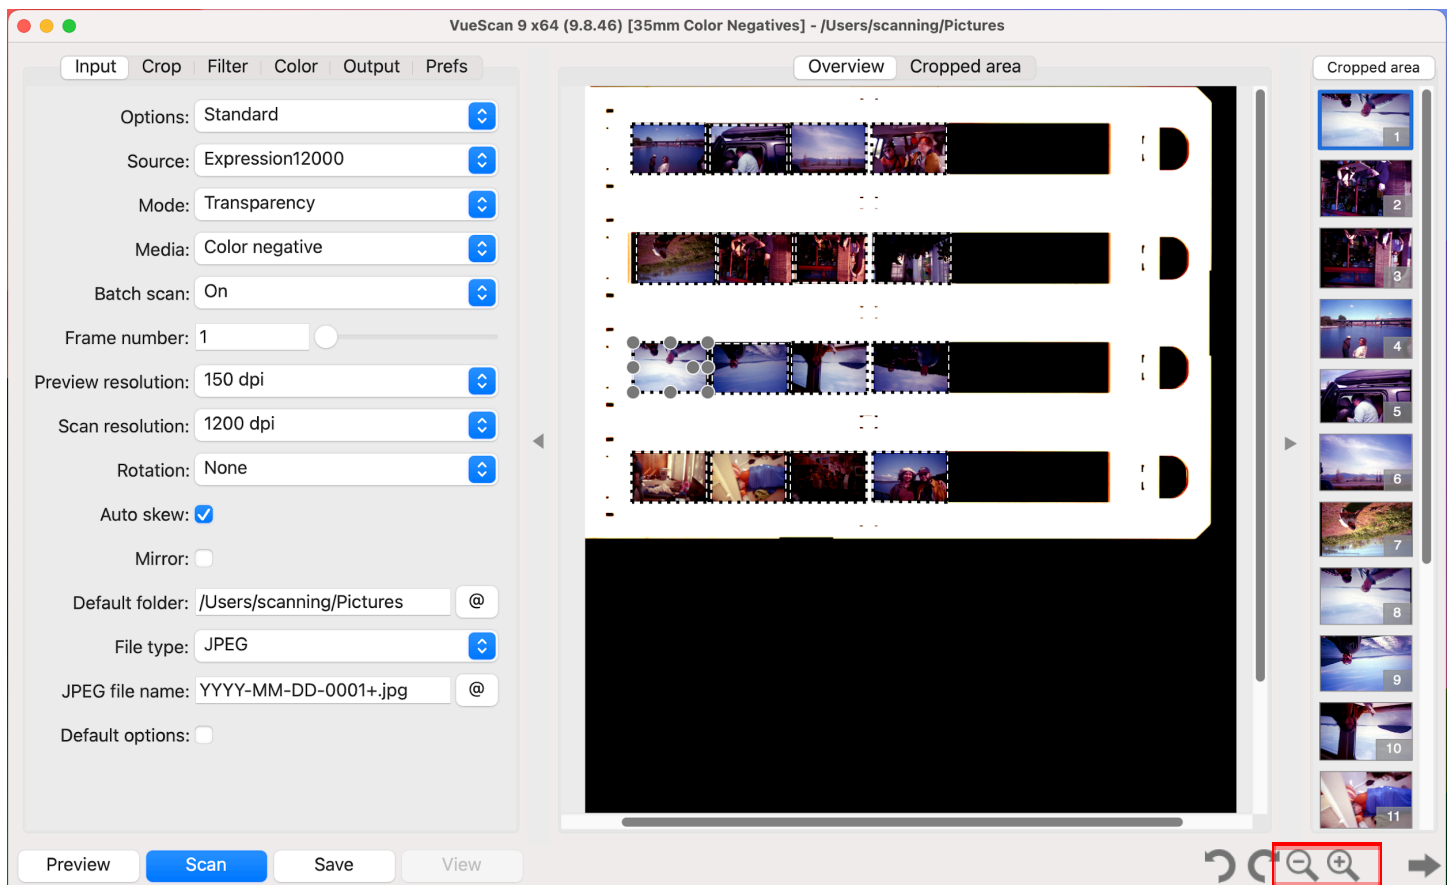 VueScan 9 x64 (9.8.46) [35mm Color Negatives] - /Users/scanning/Pictures
Input Crop Filter Color Output Prefs
Overview Cropped area
Cropped area
Options: Standard
Source: Expression12000
Mode: Transparency
Media: Color negative
Batch scan: On
Frame number: 1
Preview resolution: 150 dpi
Scan resolution: 1200 dpi
Rotation: None
Auto skew:
Mirror:
Default folder: /Users/scanning/Pictures @
File type: JPEG
JPEG file name: YYYY-MM-DD-0001+.jpg @
Default options:
1
2
3
4
5
6
7
8
9
10
11
Preview Scan Save View